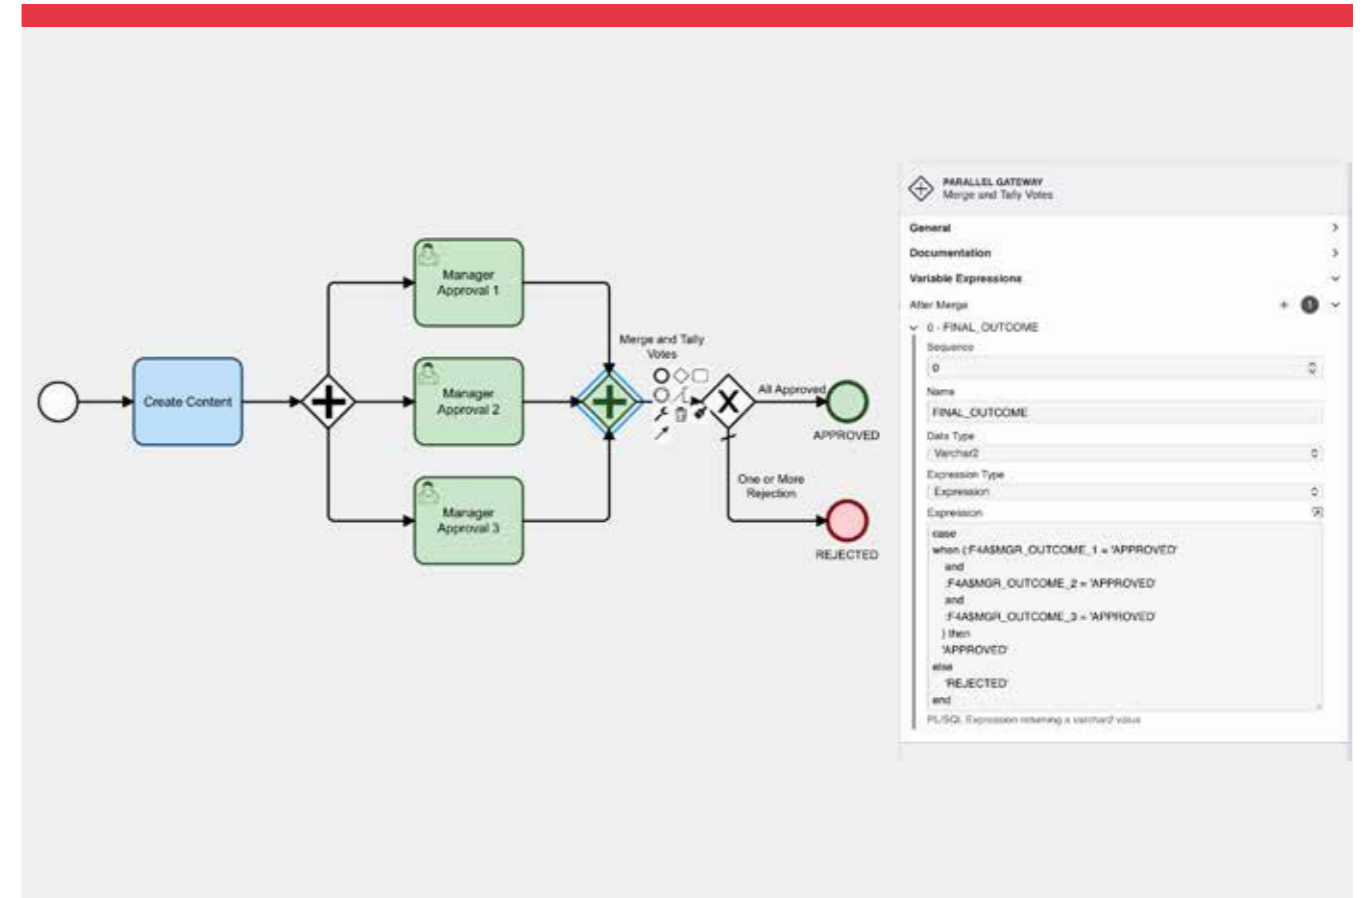 Manager
Approval 1
Create Content
Manager
Approval 2
Manager
Approval 3
Merge and Tally
Votes
All Approved
APPROVED
One or More
Rejection
REJECTED
PARALLEL GATEWAY
Merge and Tally Votes
General
Documentation
Variable Expressions
After Merge
1
0 - FINAL_OUTCOME
Sequence
0
Name
FINAL_OUTCOME
Data Type
Varchar2
Expression Type
Expression
Expression
case
when (:F4A$MGR_OUTCOME_1 = 'APPROVED'
and
:F4A$MGR_OUTCOME_2 = 'APPROVED'
and
:F4A$MGR_OUTCOME_3 = 'APPROVED'
) then
'APPROVED'
else
'REJECTED'
end
PL/SQL Expression returning a varchar2 value